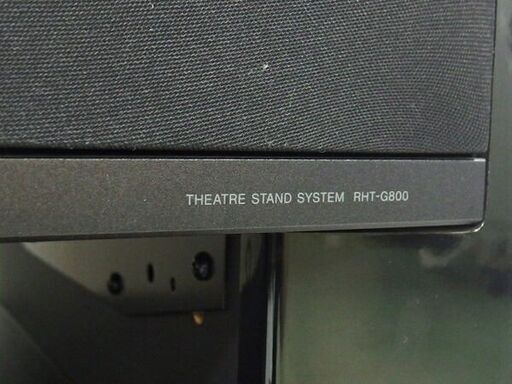 THEATRE STAND SYSTEM RHT-G800